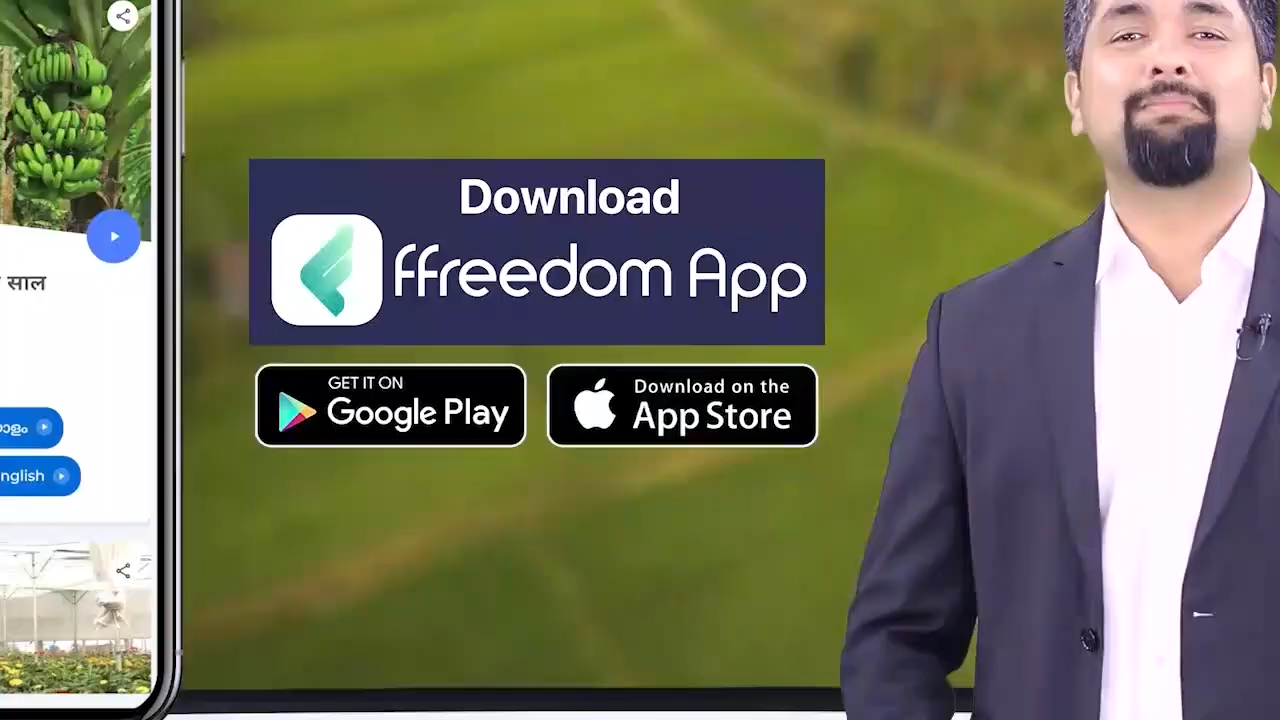 साल
nglish
Download
ffreedom App
GET IT ON
Google Play
Download on the
App Store